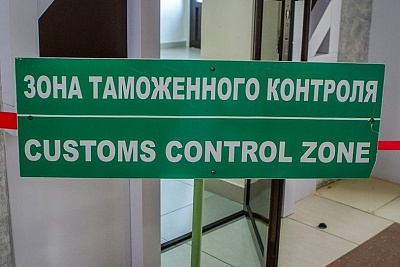 ЗОНА ТАМОЖЕННОГО КОНТРОЛЯ
CUSTOMS CONTROL ZONE